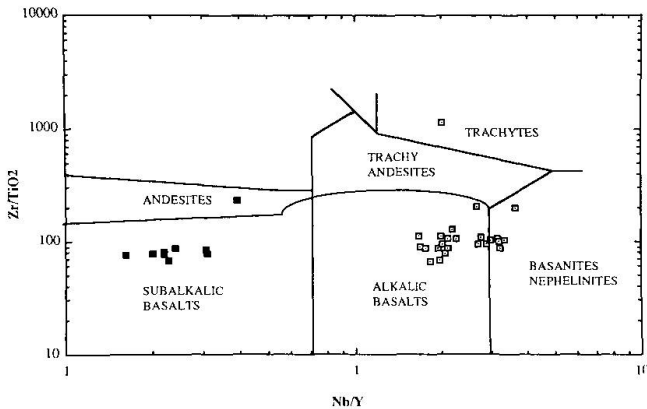 10000
1000
TRACHYTES
TRACHY
ANDESITES
Zr/TiO2
ANDESITES
100
SUBALKALIC
BASALTS
ALKALIC
BASALTS
BASANITES
NEPHELINITES
10
.1
1
10
Nb/Y